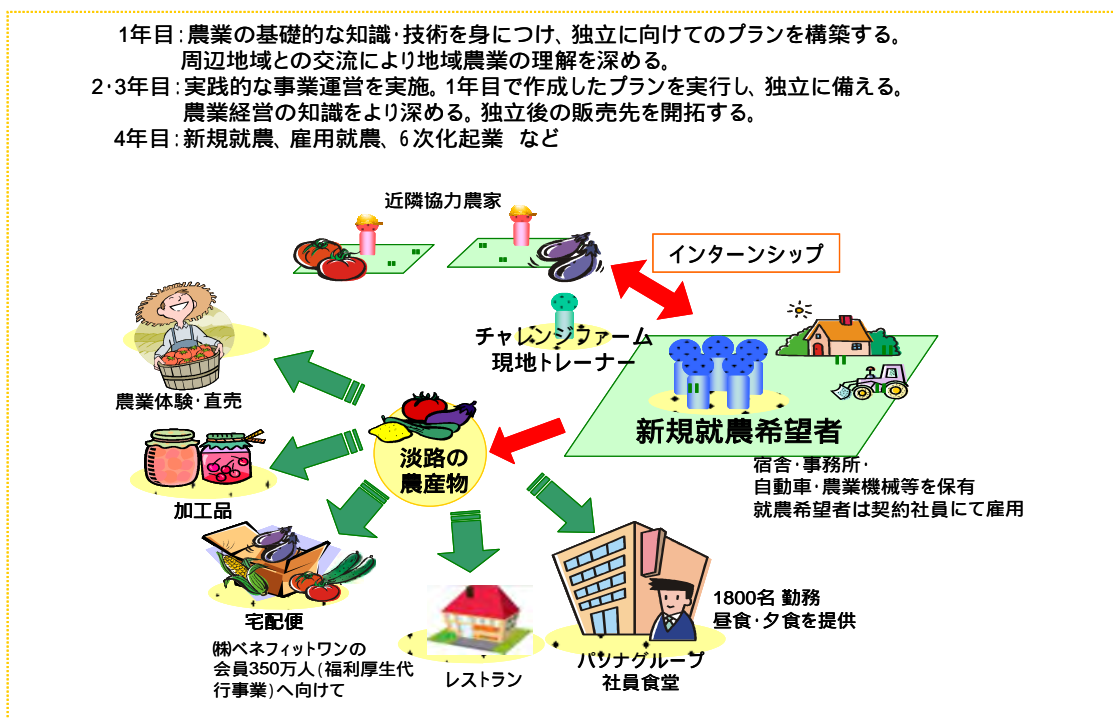 1年目:農業の基礎的な知識・技術を身につけ、独立に向けてのプランを構築する。
周辺地域との交流により地域農業の理解を深める。
2・3年目:実践的な事業運営を実施。1年目で作成したプランを実行し、独立に備える。
農業経営の知識をより深める。独立後の販売先を開拓する。
4年目:新規就農、雇用就農、6次化起業 など
近隣協力農家
インターンシップ
チャレンジファーム
現地トレーナー
農業体験・直売
新規就農希望者
淡路の
農産物
宿舎・事務所・
自動車・農業機械等を保有
就農希望者は契約社員にて雇用
加工品
宅配便
㈱ベネフィットワンの
会員350万人(福利厚生代
行事業)へ向けて
レストラン
1800名 勤務
昼食・夕食を提供
パソナグループ
社員食堂